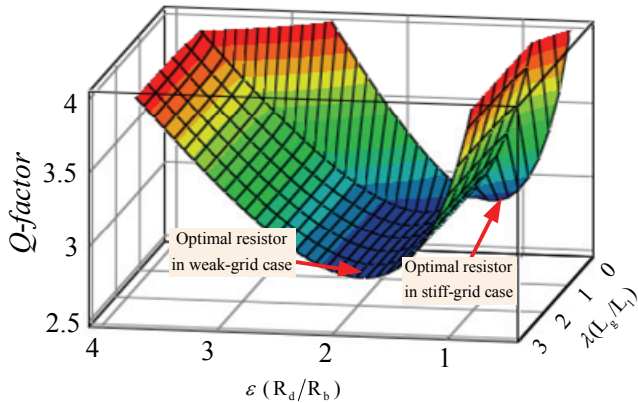 4
3.5
3
2.5
Q-factor
Optimal resistor
in weak-grid case
Optimal resistor
in stiff-grid case
4
3
2
1
ε (R_d/R_b)
3
2
1
0
λ(L_g/L_1)